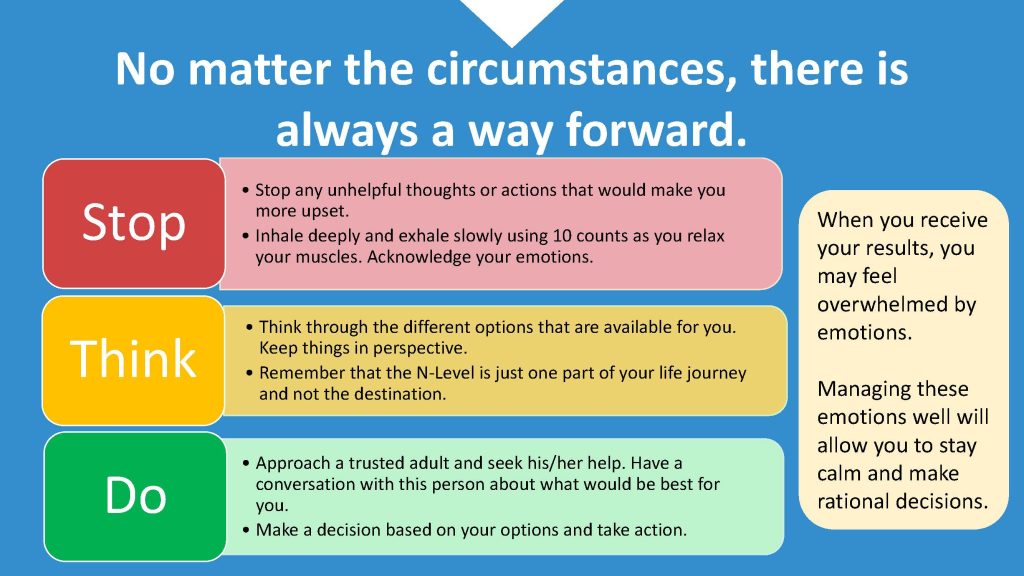 No matter the circumstances, there is
always a way forward.
Stop
• Stop any unhelpful thoughts or actions that would make you
more upset.
• Inhale deeply and exhale slowly using 10 counts as you relax
your muscles. Acknowledge your emotions.
Think
• Think through the different options that are available for you.
Keep things in perspective.
• Remember that the N-Level is just one part of your life journey
and not the destination.
Do
• Approach a trusted adult and seek his/her help. Have a
conversation with this person about what would be best for
you.
• Make a decision based on your options and take action.
When you receive
your results, you
may feel
overwhelmed by
emotions.
Managing these
emotions well will
allow you to stay
calm and make
rational decisions.